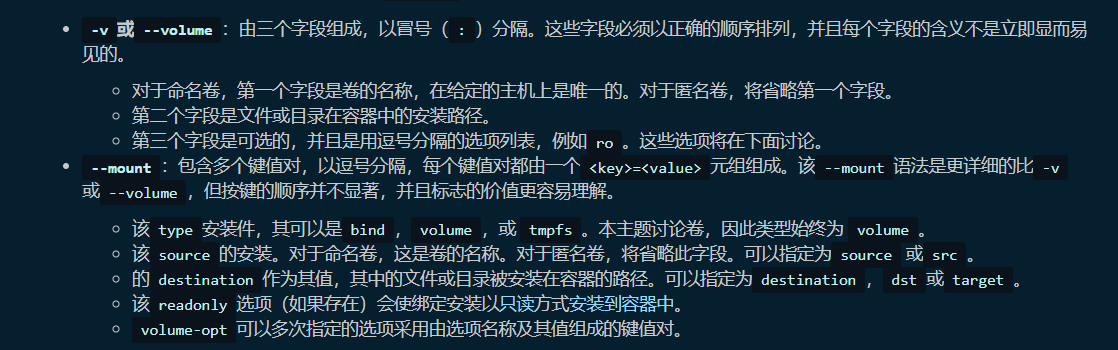 • -v 或 --volume：由三个字段组成，以冒号（ : ）分隔。这些字段必须以正确的顺序排列，并且每个字段的含义不是立即显而易
见的。
◦ 对于命名卷，第一个字段是卷的名称，在给定的主机上是唯一的。对于匿名卷，将省略第一个字段。
◦ 第二个字段是文件或目录在容器中的安装路径。
◦ 第三个字段是可选的，并且是用逗号分隔的选项列表，例如 ro 。这些选项将在下面讨论。
• --mount：包含多个键值对，以逗号分隔，每个键值对都由一个 <key>=<value> 元组组成。该 --mount 语法是更详细的比 -v
或 --volume ，但按键的顺序并不显著，并且标志的价值更容易理解。
◦ 该 type 安装件，其可以是 bind ， volume ，或 tmpfs 。本主题讨论卷，因此类型始终为 volume 。
◦ 该 source 的安装。对于命名卷，这是卷的名称。对于匿名卷，将省略此字段。可以指定为 source 或 src 。
◦ 的 destination 作为其值，其中的文件或目录被安装在容器的路径。可以指定为 destination ， dst 或 target 。
◦ 该 readonly 选项（如果存在）会使绑定安装以只读方式安装到容器中。
◦ volume-opt 可以多次指定的选项采用由选项名称及其值组成的键值对。